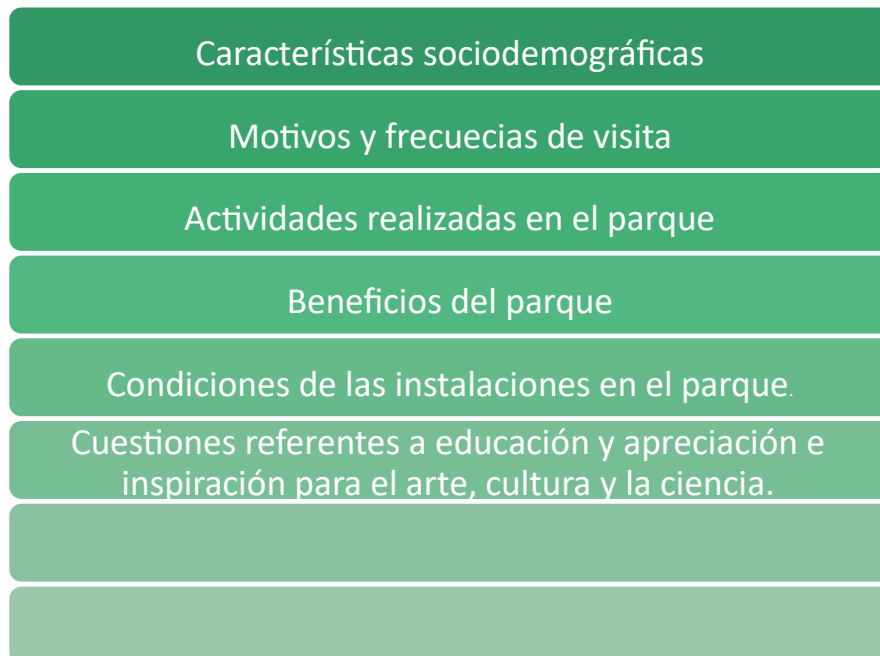 Características sociodemográficas
Motivos y frecuecias de visita
Actividades realizadas en el parque
Beneficios del parque
Condiciones de las instalaciones en el parque.
Cuestiones referentes a educación y apreciación e
inspiración para el arte, cultura y la ciencia.